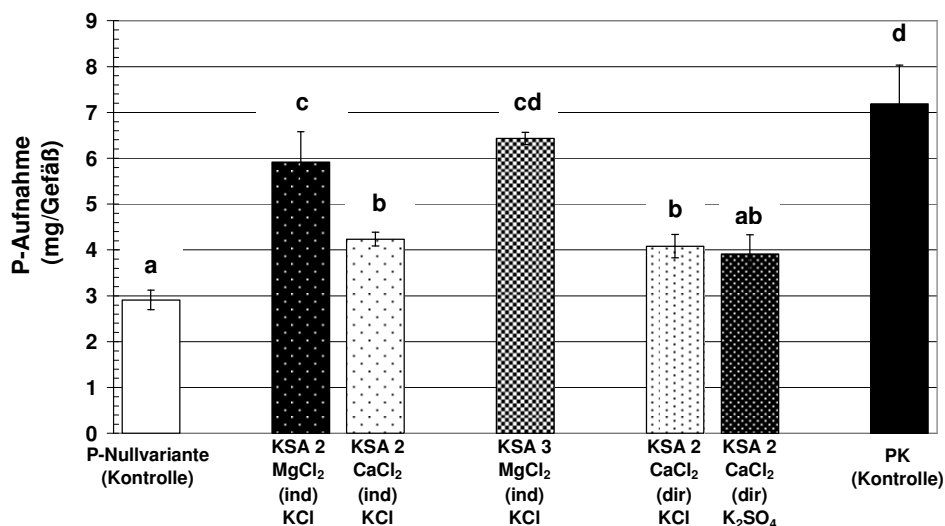 9
8
7
6
5
4
3
2
1
0
P-Aufnahme
(mg/Gefäß)
a
c
b
cd
b
ab
d
P-Nullvariante
(Kontrolle)
KSA 2
MgCl₂
(ind)
KCl
KSA 2
CaCl₂
(ind)
KCl
KSA 3
MgCl₂
(ind)
KCl
KSA 2
CaCl₂
(dir)
KCl
KSA 2
CaCl₂
(dir)
K₂SO₄
PK
(Kontrolle)